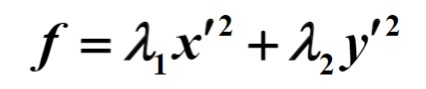 f = λ₁x′² + λ₂y′²